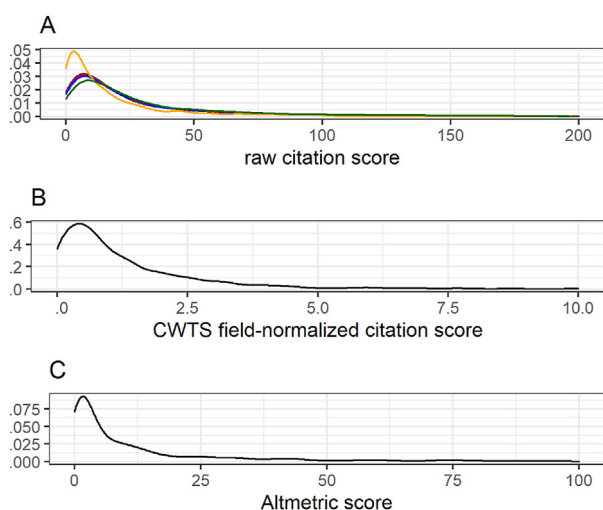 A
.05
.04
.03
.02
.01
.00
0 50 100 150 200
raw citation score
B
.6
.4
.2
.0
.0 2.5 5.0 7.5 10.0
CWTS field-normalized citation score
C
.075
.050
.025
.000
0 25 50 75 100
Altmetric score